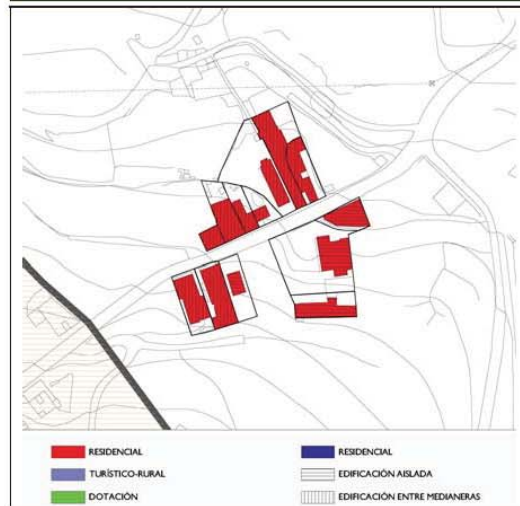 RESIDENCIAL
TURÍSTICO-RURAL
DOTACIÓN
RESIDENCIAL
EDIFICACIÓN AISLADA
EDIFICACIÓN ENTRE MEDIANERAS